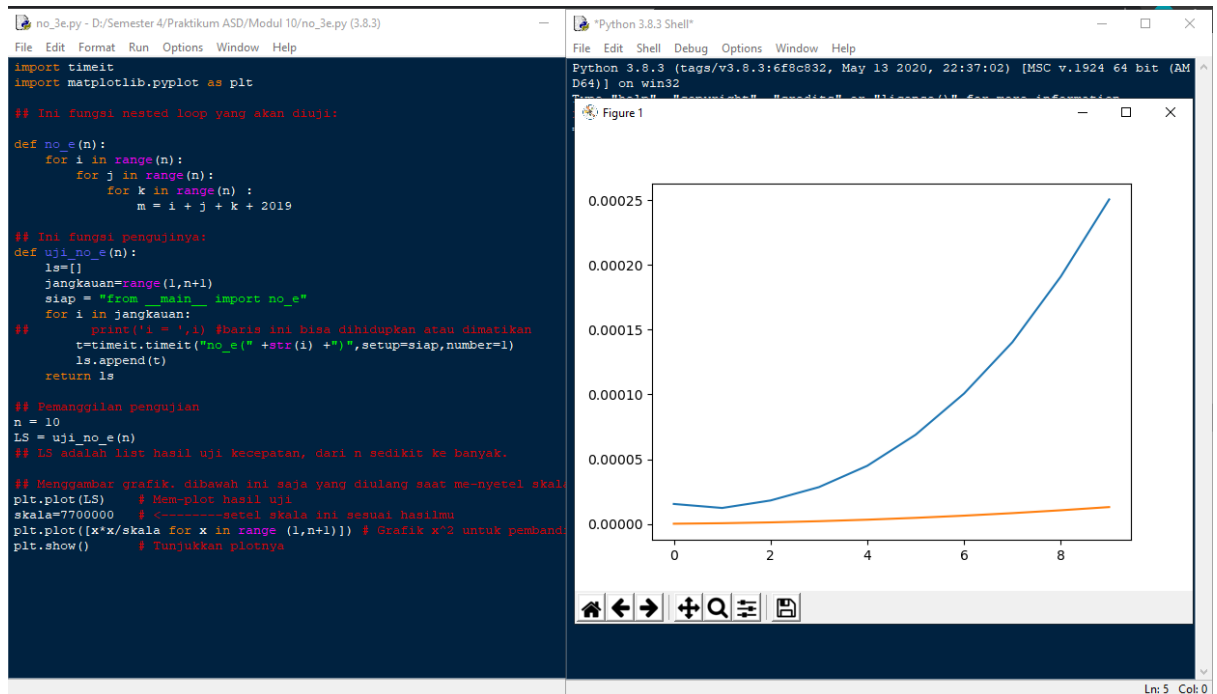 no_3e.py - D:/Semester 4/Praktikum ASD/Modul 10/no_3e.py (3.8.3)
File Edit Format Run Options Window Help
import timeit
import matplotlib.pyplot as plt
## Ini fungsi nested loop yang akan diuji:
def no_e(n):
    for i in range(n):
        for j in range(n):
            for k in range(n) :
                m = i + j + k + 2019
## Ini fungsi pengujinya:
def uji_no_e(n):
    ls=[]
    jangkauan=range(1,n+1)
    siap = "from __main__ import no_e"
    for i in jangkauan:
##        print('i = ',i) #baris ini bisa dihidupkan atau dimatikan
        t=timeit.timeit("no_e(" +str(i) +")",setup=siap,number=1)
        ls.append(t)
    return ls
## Pemanggilan pengujian
n = 10
LS = uji_no_e(n)
## LS adalah list hasil uji kecepatan, dari n sedikit ke banyak.
## Menggambar grafik. dibawah ini saja yang diulang saat me-nyetel skala
plt.plot(LS)    # Mem-plot hasil uji
skala=7700000   # <--------setel skala ini sesuai hasilmu
plt.plot([x*x/skala for x in range (1,n+1)]) # Grafik x^2 untuk pemband
plt.show()      # Tunjukkan plotnya
*Python 3.8.3 Shell*
File Edit Shell Debug Options Window Help
Python 3.8.3 (tags/v3.8.3:6f8c832, May 13 2020, 22:37:02) [MSC v.1924 64 bit (AM
D64)] on win32
Type "help", "copyright", "credits" or "license()" for more information
Figure 1
0.00025
0.00020
0.00015
0.00010
0.00005
0.00000
0 2 4 6 8
Ln: 5 Col: 0